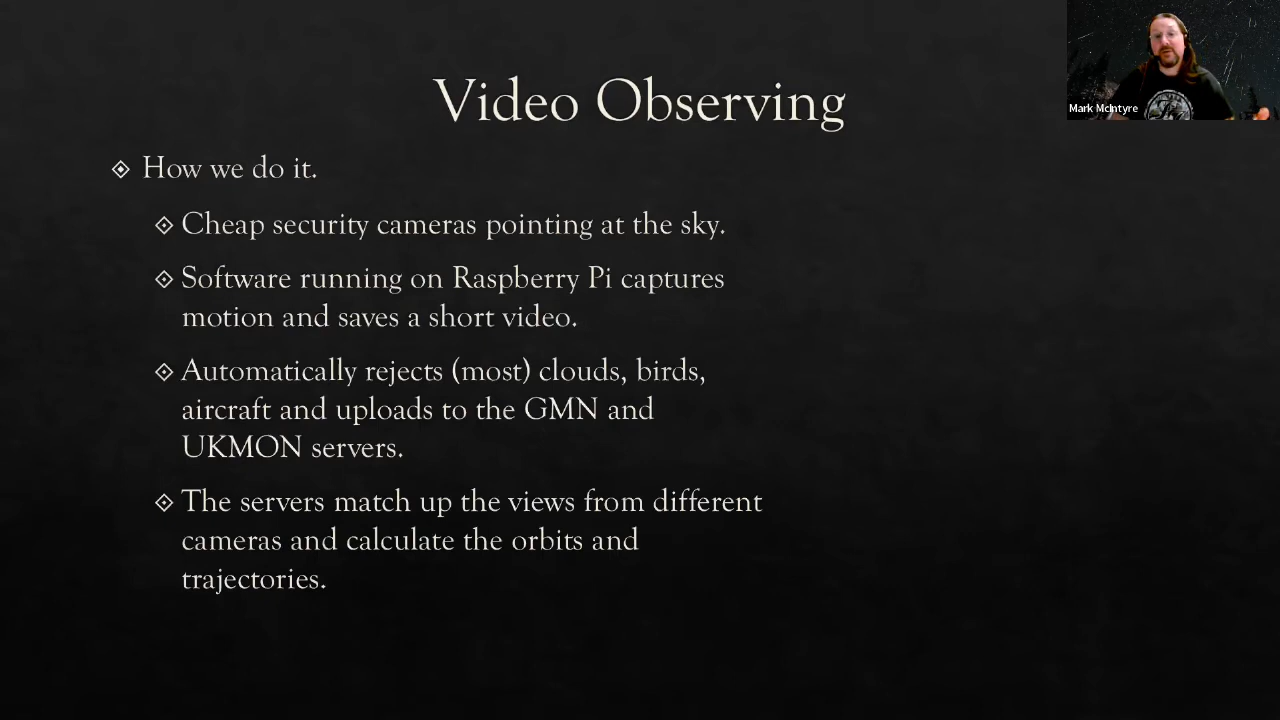 Video Observing
Mark McIntyre
How we do it.
Cheap security cameras pointing at the sky.
Software running on Raspberry Pi captures
motion and saves a short video.
Automatically rejects (most) clouds, birds,
aircraft and uploads to the GMN and
UKMON servers.
The servers match up the views from different
cameras and calculate the orbits and
trajectories.